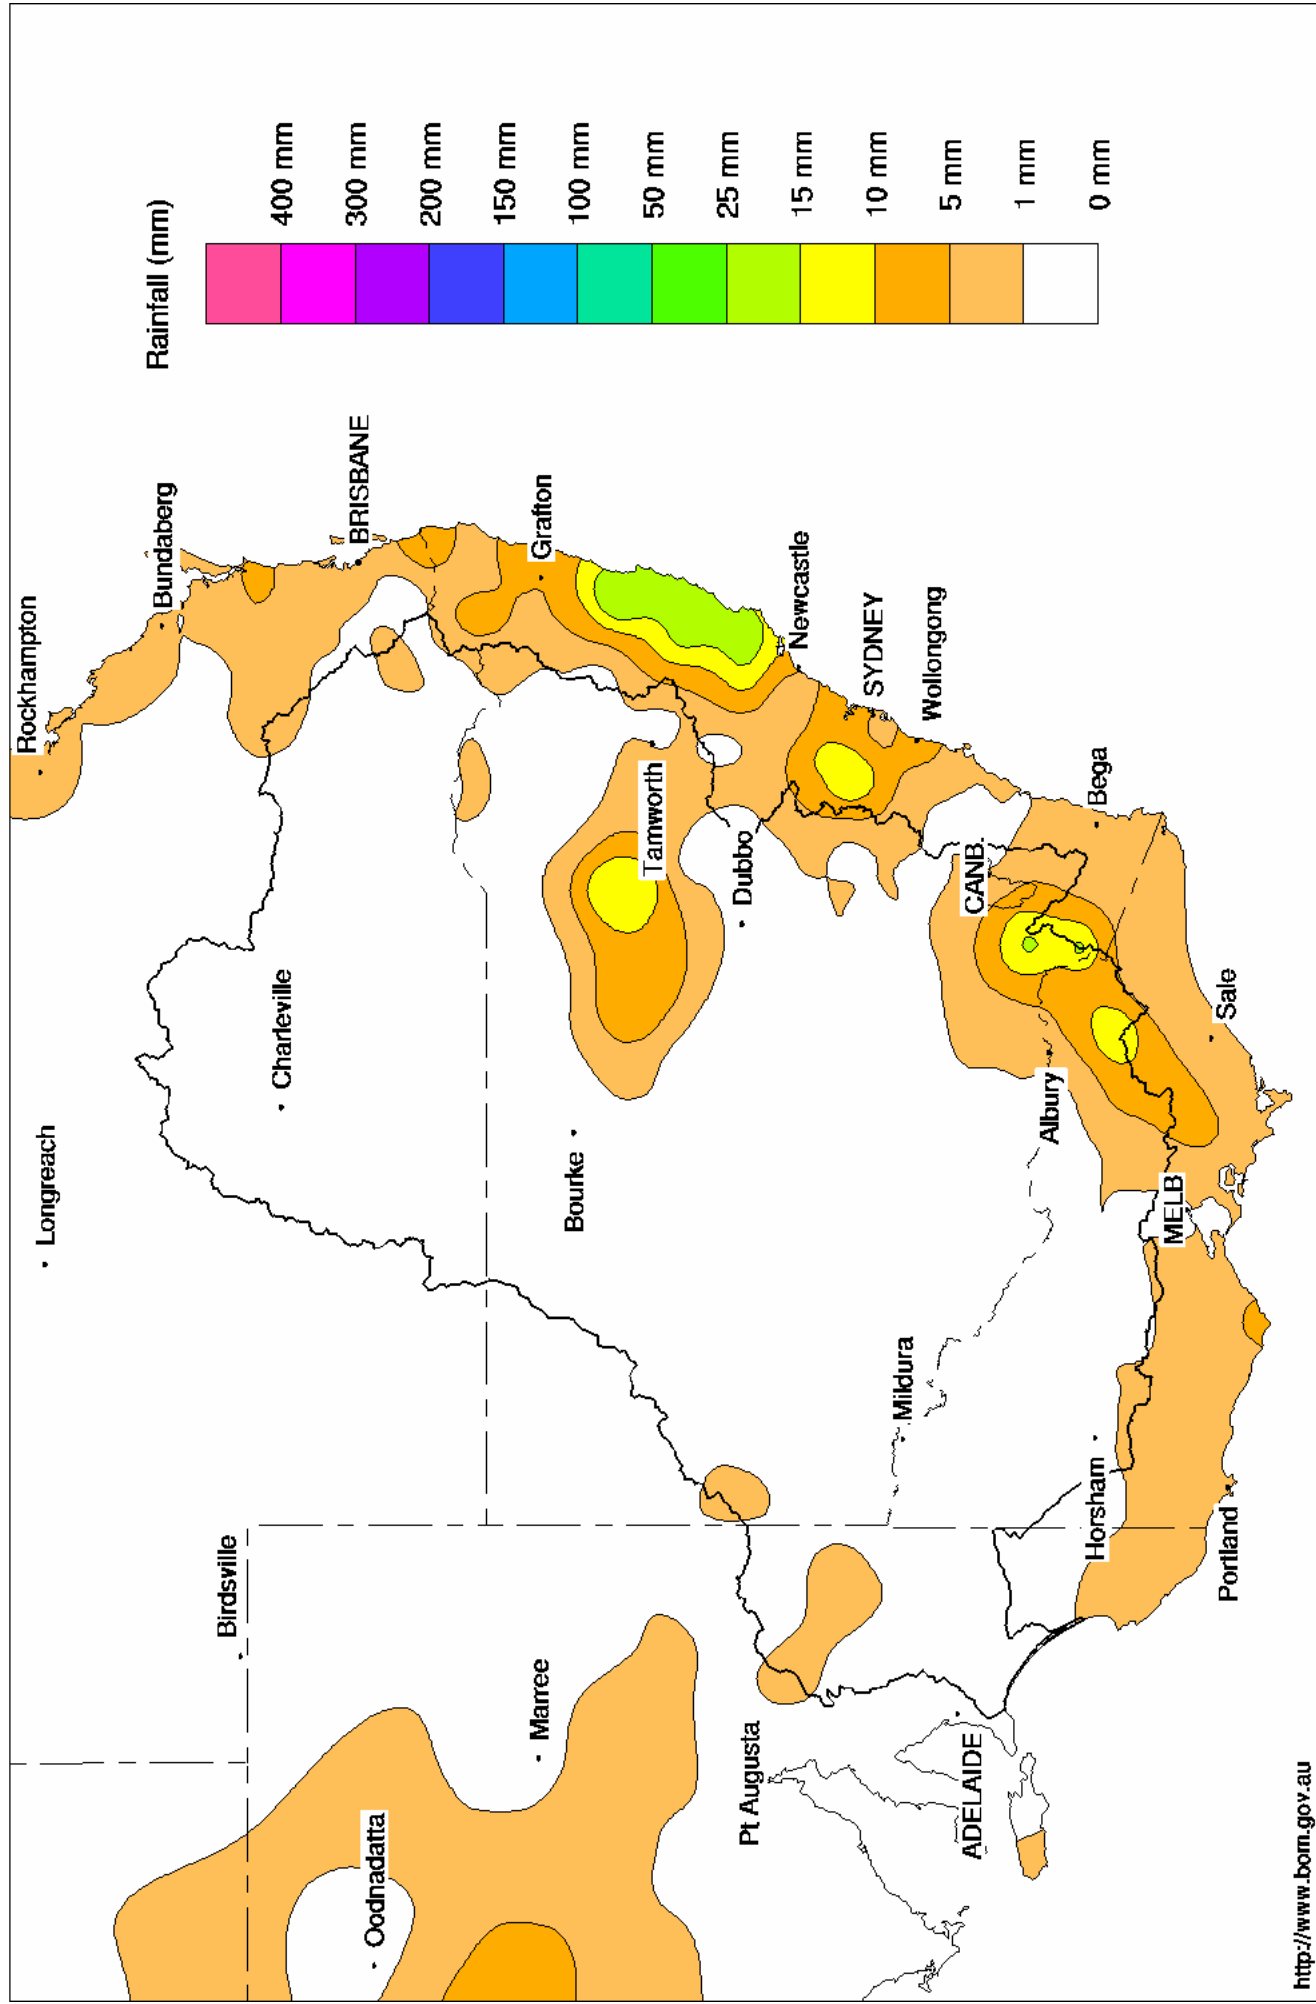 Rainfall (mm)
400 mm
300 mm
200 mm
150 mm
100 mm
50 mm
25 mm
15 mm
10 mm
5 mm
1 mm
0 mm
Rockhampton
Bundaberg
BRISBANE
Grafton
Newcastle
SYDNEY
Wollongong
Bega
Tamworth
Dubbo
CANB.
Charleville
Longreach
Bourke
Albury
Sale
MELB
Mildura
Horsham
Portland
Birdsville
Marree
Oodnadatta
Pt Augusta
ADELAIDE
http://www.bom.gov.au